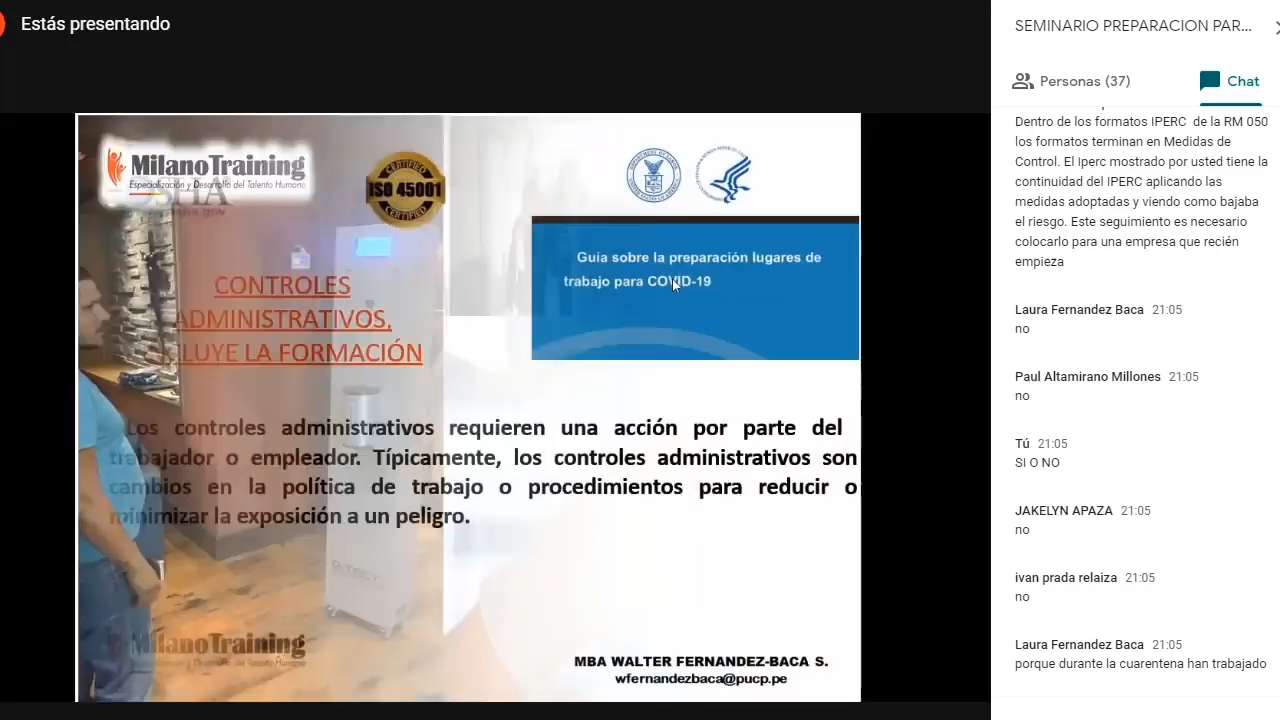 Estás presentando
SEMINARIO PREPARACION PAR...
Personas (37)
Chat
Dentro de los formatos IPERC de la RM 050
los formatos terminan en Medidas de
Control. El Iperc mostrado por usted tiene la
continuidad del IPERC aplicando las
medidas adoptadas y viendo como bajaba
el riesgo. Este seguimiento es necesario
colocarlo para una empresa que recién
empieza
Laura Fernandez Baca 21:05
no
Paul Altamirano Millones 21:05
no
Tú 21:05
SI O NO
JAKELYN APAZA 21:05
no
ivan prada relaiza 21:05
no
Laura Fernandez Baca 21:05
porque durante la cuarentena han trabajado
MilanoTraining
Especialización y Desarrollo del Talento Humano
OSHA
CERTIFIED
ISO 45001
CERTIFIED
Guía sobre la preparación lugares de
trabajo para COVID-19
CONTROLES
ADMINISTRATIVOS,
LUYE LA FORMACIÓN
Los controles administrativos requieren una acción por parte del
trabajador o empleador. Típicamente, los controles administrativos son
cambios en la política de trabajo o procedimientos para reducir o
minimizar la exposición a un peligro.
MilanoTraining
MBA WALTER FERNANDEZ-BACA S.
wfernandezbaca@pucp.pe